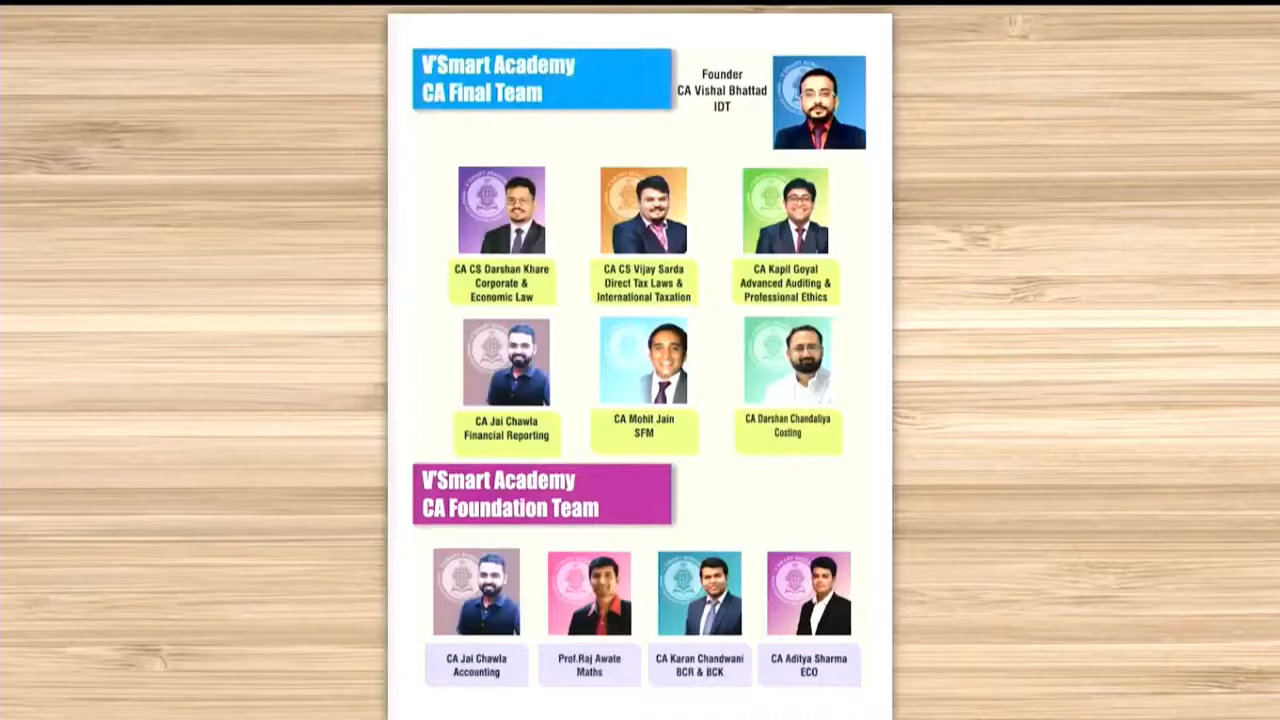 V'Smart Academy
CA Final Team
Founder
CA Vishal Bhattad
IDT
CA CS Darshan Khare
Corporate &
Economic Law
CA CS Vijay Sarda
Direct Tax Laws &
International Taxation
CA Kapil Goyal
Advanced Auditing &
Professional Ethics
CA Jai Chawla
Financial Reporting
CA Mohit Jain
SFM
CA Darshan Chandaliya
Costing
V'Smart Academy
CA Foundation Team
CA Jai Chawla
Accounting
Prof.Raj Awate
Maths
CA Karan Chandwani
BCR & BCK
CA Aditya Sharma
ECO